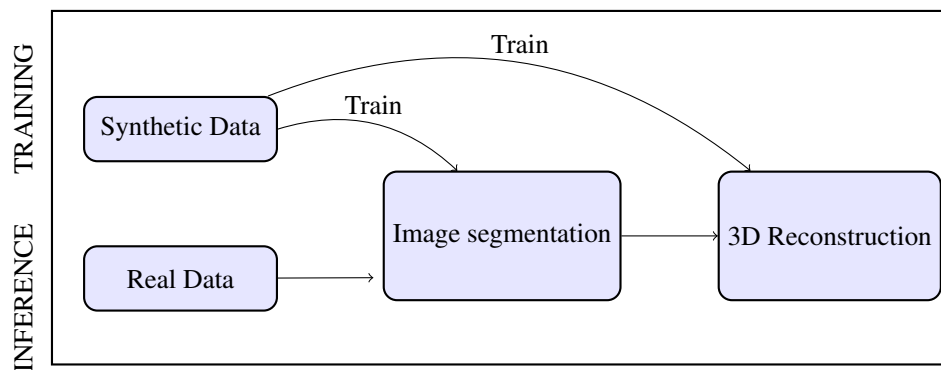 TRAINING
Train
Train
Synthetic Data
Image segmentation
3D Reconstruction
INFERENCE
Real Data